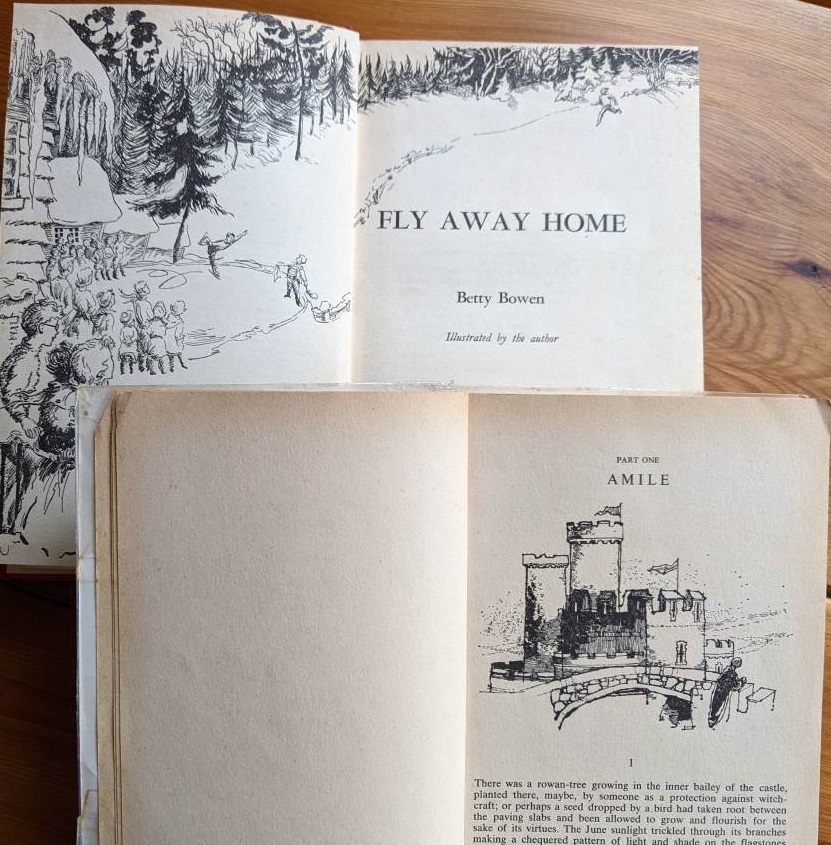 FLY AWAY HOME
Betty Bowen
Illustrated by the author
PART ONE
AMILE
I
There was a rowan-tree growing in the inner bailey of the castle,
planted there, maybe, by someone as a protection against witch-
craft; or perhaps a seed dropped by a bird had taken root between
the paving slabs and been allowed to grow and flourish for the
sake of its virtues. The June sunlight trickled through its branches
making a chequered pattern of light and shade on the flagstones